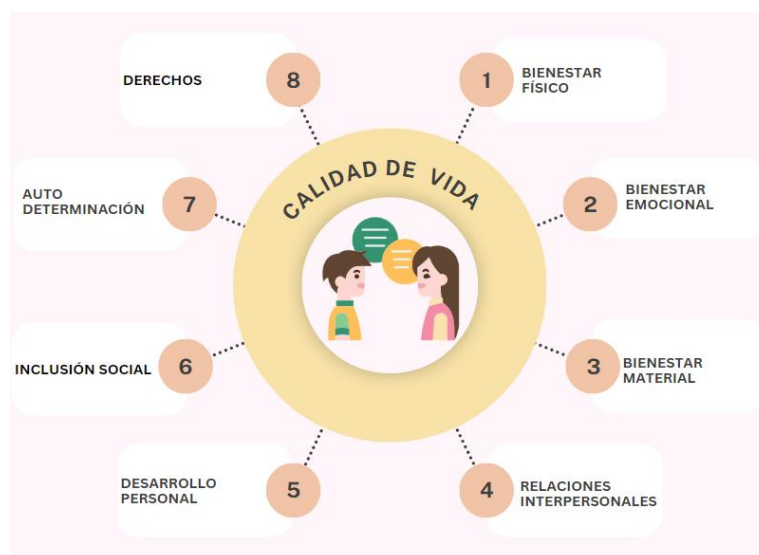 CALIDAD DE VIDA
1
BIENESTAR
FÍSICO
2
BIENESTAR
EMOCIONAL
3
BIENESTAR
MATERIAL
4
RELACIONES
INTERPERSONALES
5
DESARROLLO
PERSONAL
6
INCLUSIÓN SOCIAL
7
AUTO
DETERMINACIÓN
8
DERECHOS